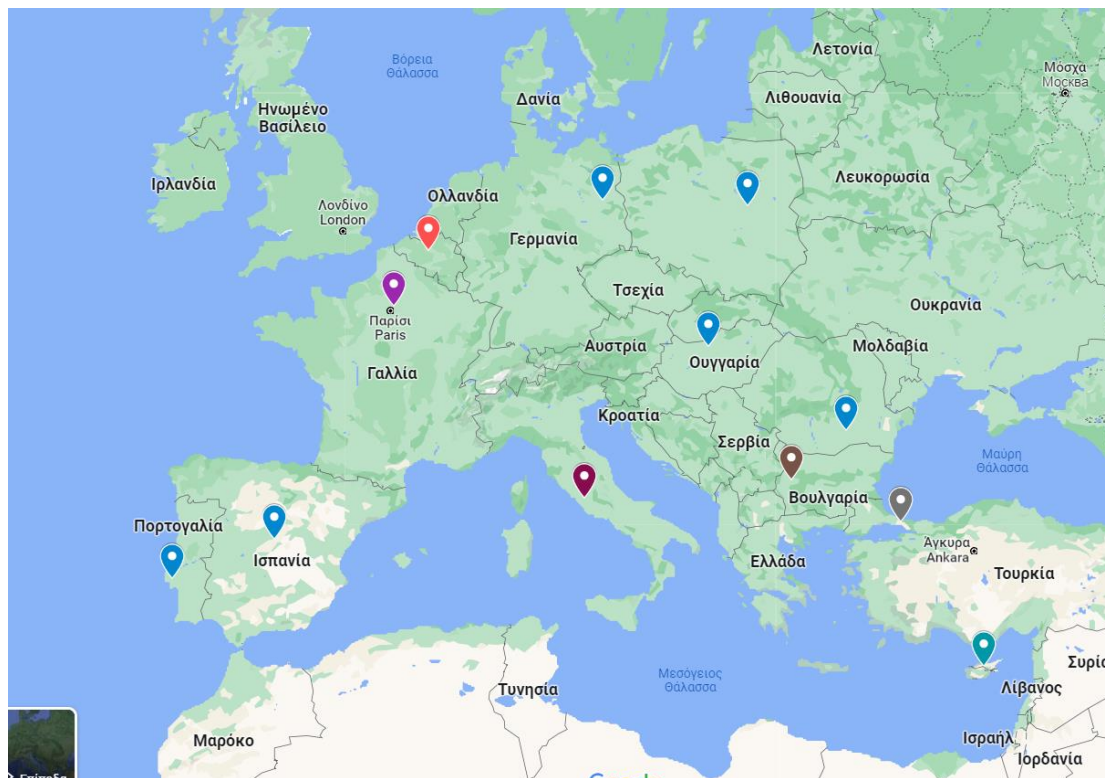 Λετονία
Βόρεια
Θάλασσα
Μόσχα
Москва
Δανία
Λιθουανία
Ηνωμένο
Βασίλειο
Ιρλανδία
Λευκορωσία
Ολλανδία
Λονδίνο
London
Γερμανία
Τσεχία
Ουκρανία
Παρίσι
Paris
Αυστρία
Μολδαβία
Ουγγαρία
Γαλλία
Κροατία
Σερβία
Μαύρη
Θάλασσα
Βουλγαρία
Πορτογαλία
Άγκυρα
Ankara
Ισπανία
Ελλάδα
Τουρκία
Μεσόγειος
Θάλασσα
Συρία
Τυνησία
Λίβανος
Μαρόκο
Ισραήλ
Ιορδανία